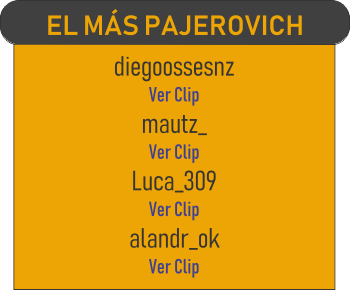 EL MÁS PAJEROVICH
diegoossesnz
Ver Clip
mautz_
Ver Clip
Luca_309
Ver Clip
alandr_ok
Ver Clip